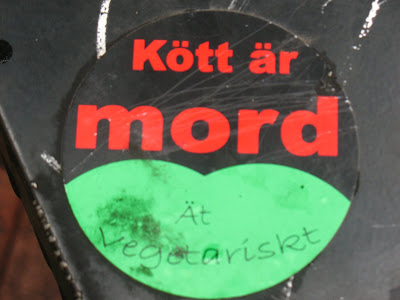 Kött är
mord
Ät
vegetariskt